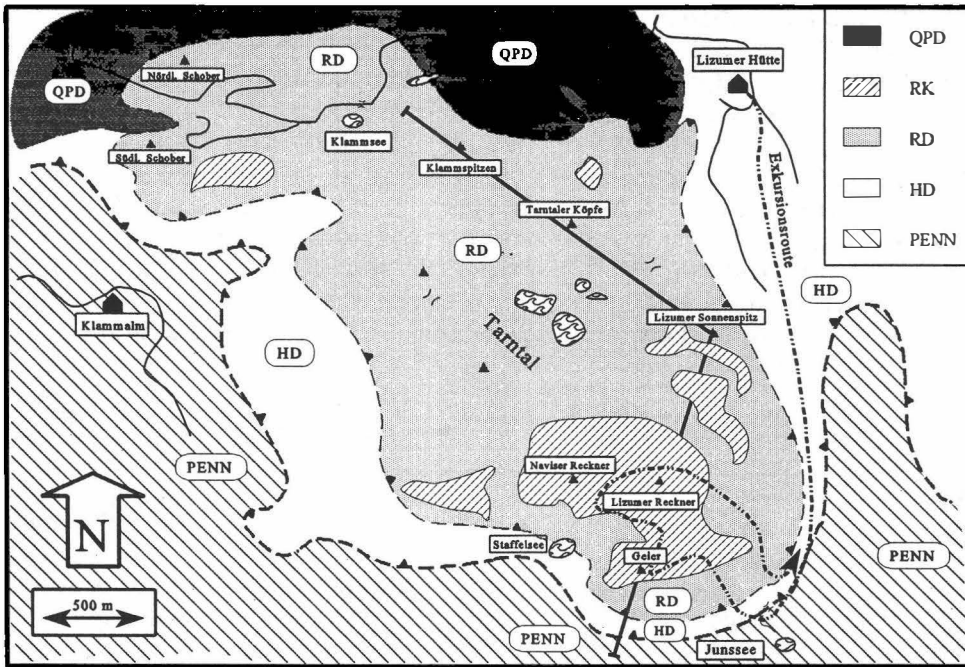 QPD
RK
RD
HD
PENN
RD
QPD
Lizumer Hütte
Nördl. Schober
QPD
Klammsee
Südl. Schober
Klammspitzen
Exkursionsroute
Tarntaler Köpfe
RD
HD
Klammalm
Lizumer Sonnenspitz
HD
Tarntal
PENN
Naviser Reckner
Lizumer Reckner
N
Staffelsee
Geier
PENN
500 m
RD
HD
PENN
Junssee